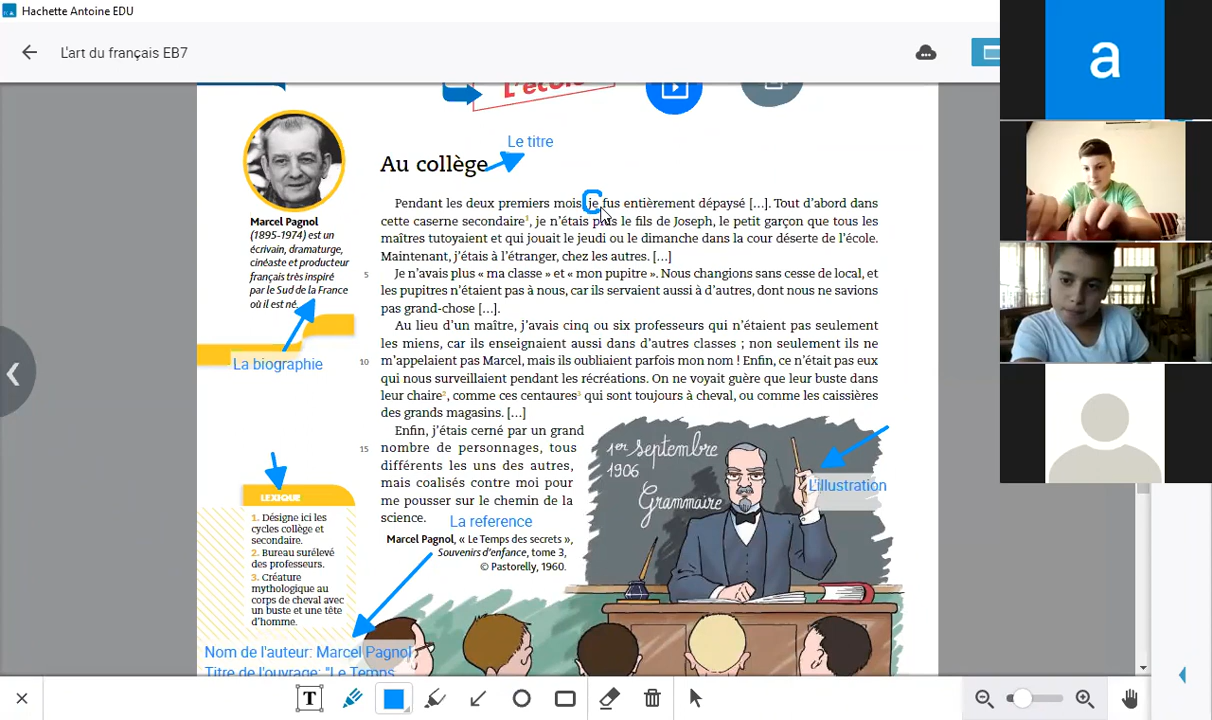 Hachette Antoine EDU
L'art du français EB7
a
L'école
Le titre
Au collège
Pendant les deux premiers mois, je fus entièrement dépaysé [...]. Tout d'abord dans
cette caserne secondaire¹, je n'étais plus le fils de Joseph, le petit garçon que tous les
maîtres tutoyaient et qui jouait le jeudi ou le dimanche dans la cour déserte de l'école.
Maintenant, j'étais à l'étranger, chez les autres. [...]
5 Je n'avais plus « ma classe » et « mon pupitre ». Nous changions sans cesse de local, et
les pupitres n'étaient pas à nous, car ils servaient aussi à d'autres, dont nous ne savions
pas grand-chose [...].
Au lieu d'un maître, j'avais cinq ou six professeurs qui n'étaient pas seulement
les miens, car ils enseignaient aussi dans d'autres classes ; non seulement ils ne
10 m'appelaient pas Marcel, mais ils oubliaient parfois mon nom ! Enfin, ce n'était pas eux
qui nous surveillaient pendant les récréations. On ne voyait guère que leur buste dans
leur chaire², comme ces centaures³ qui sont toujours à cheval, ou comme les caissières
des grands magasins. [...]
Enfin, j'étais cerné par un grand
15 nombre de personnages, tous
différents les uns des autres,
mais coalisés contre moi pour
me pousser sur le chemin de la
science.
La reference
Marcel Pagnol, « Le Temps des secrets »,
Souvenirs d'enfance, tome 3,
© Pastorelly, 1960.
Marcel Pagnol
(1895-1974) est un
écrivain, dramaturge,
cinéaste et producteur
français très inspiré
par le Sud de la France
où il est né.
La biographie
LEXIQUE
1. Désigne ici les
cycles collège et
secondaire.
2. Bureau surélevé
des professeurs.
3. Créature
mythologique au
corps de cheval avec
un buste et une tête
d'homme.
1er septembre
1906
Grammaire
L'illustration
Nom de l'auteur: Marcel Pagnol
Titre de l'ouvrage: "Le Temps
T